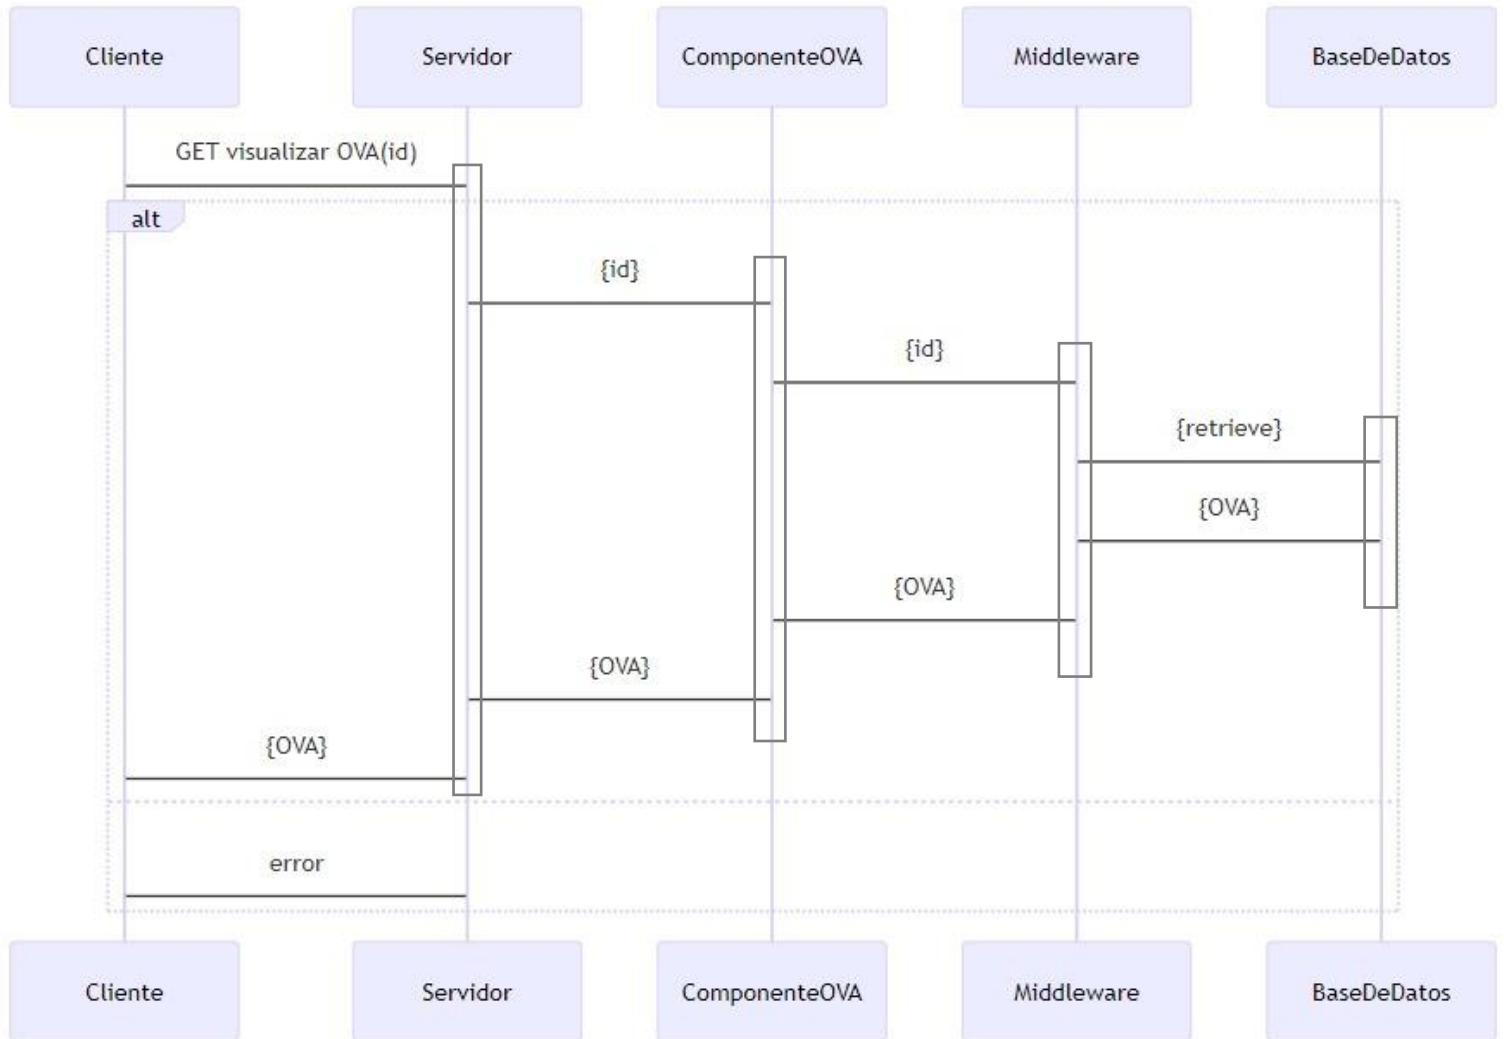 Cliente
Servidor
ComponenteOVA
Middleware
BaseDeDatos
GET visualizar OVA(id)
alt
{id}
{id}
{retrieve}
{OVA}
{OVA}
{OVA}
{OVA}
error
Cliente
Servidor
ComponenteOVA
Middleware
BaseDeDatos